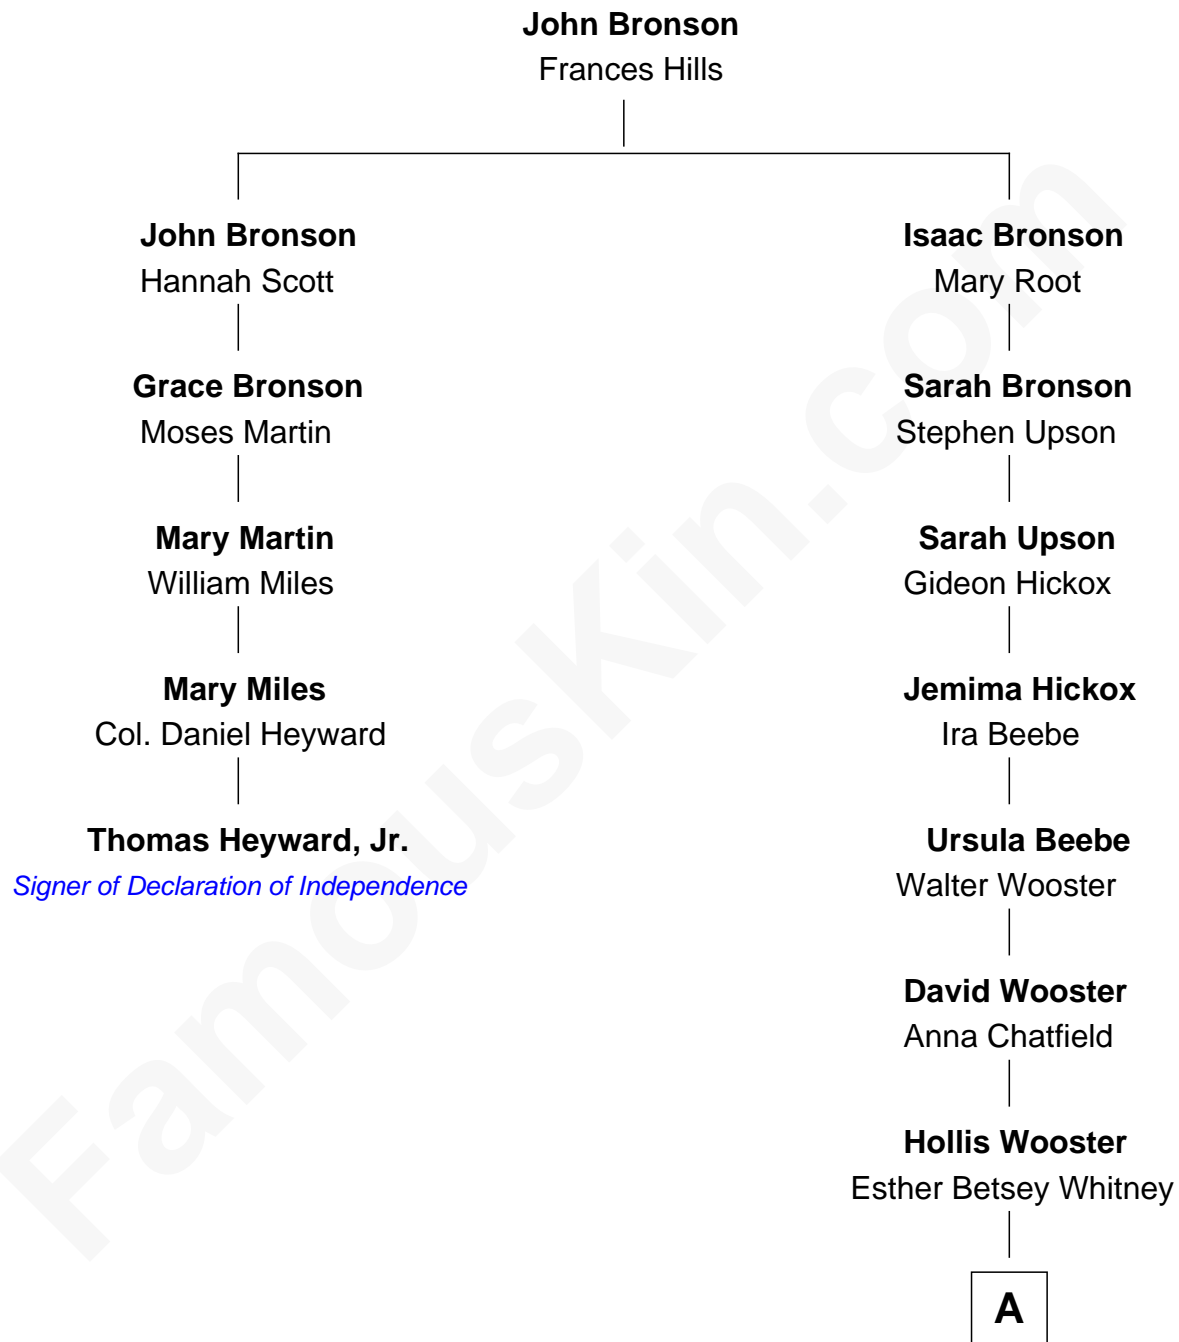 John Bronson
Frances Hills
John Bronson
Hannah Scott
Isaac Bronson
Mary Root
Grace Bronson
Moses Martin
Sarah Bronson
Stephen Upson
Mary Martin
William Miles
Sarah Upson
Gideon Hickox
Mary Miles
Col. Daniel Heyward
Jemima Hickox
Ira Beebe
Thomas Heyward, Jr.
Signer of Declaration of Independence
Ursula Beebe
Walter Wooster
David Wooster
Anna Chatfield
Hollis Wooster
Esther Betsey Whitney
A
FamousKin.com